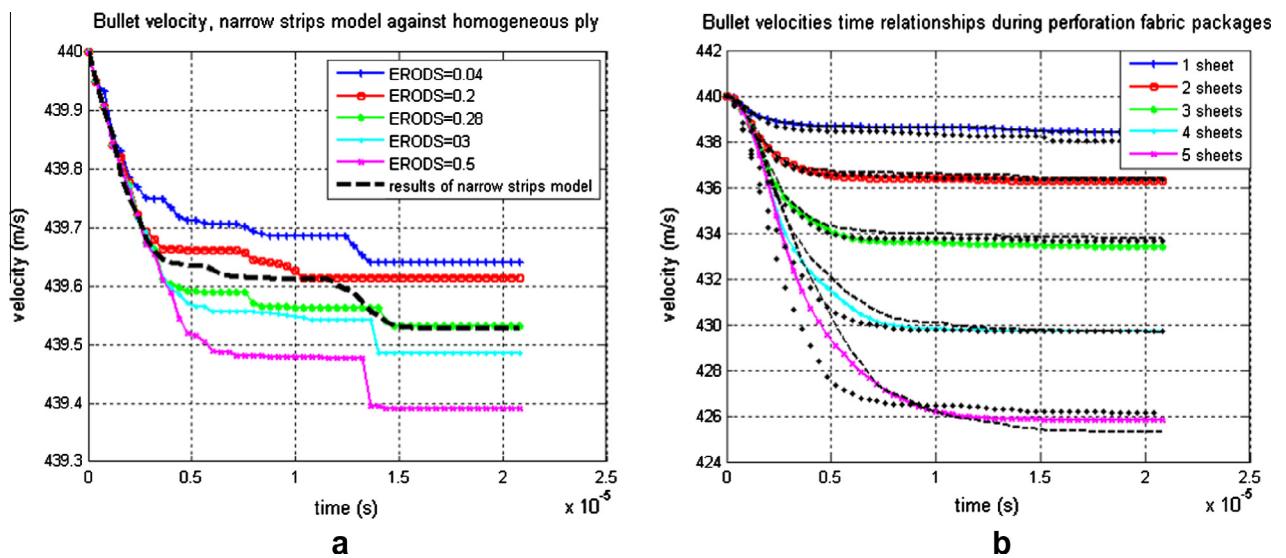 Bullet velocity, narrow strips model against homogeneous ply
440
439.9
439.8
439.7
439.6
439.5
439.4
439.3
velocity (m/s)
ERODS=0.04
ERODS=0.2
ERODS=0.28
ERODS=03
ERODS=0.5
results of narrow strips model
0
0.5
1
1.5
2
2.5
time (s)
x 10⁻⁵
a
Bullet velocities time relationships during perforation fabric packages
442
440
438
436
434
432
430
428
426
424
velocity (m/s)
1 sheet
2 sheets
3 sheets
4 sheets
5 sheets
0
0.5
1
1.5
2
2.5
time (s)
x 10⁻⁵
b